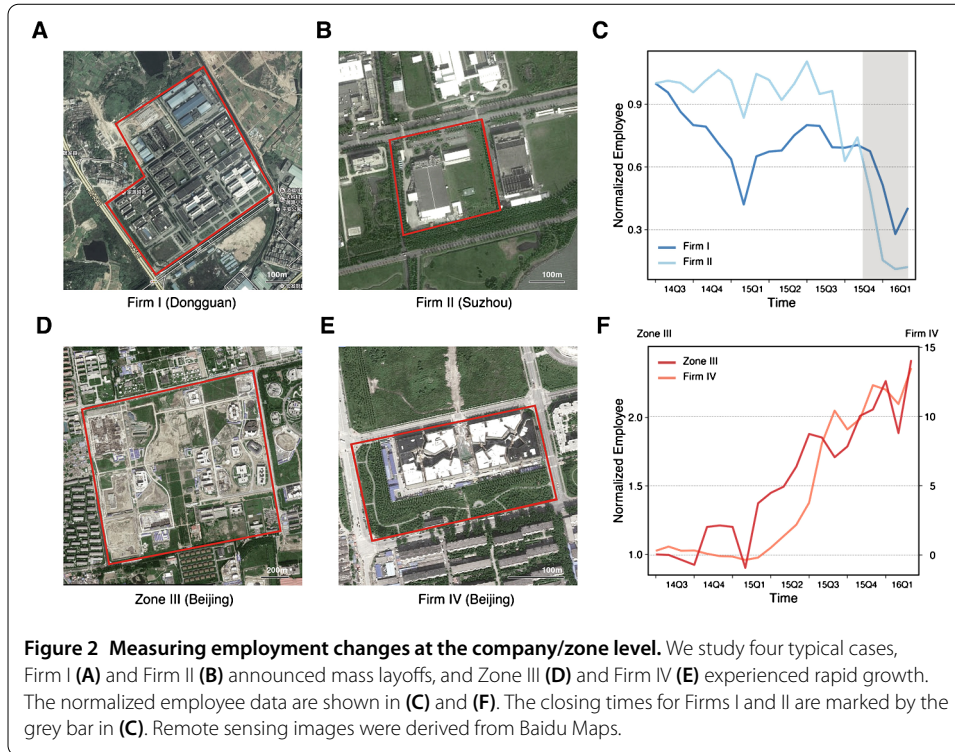 A
B
C
Normalized Employee
0.9
0.6
0.3
Firm I
Firm II
14Q3
14Q4
15Q1
15Q2
15Q3
15Q4
16Q1
Time
100m
100m
Firm I (Dongguan)
Firm II (Suzhou)
D
E
F
Zone III
Firm IV
Normalized Employee
2.0
1.5
1.0
15
10
5
0
Zone III
Firm IV
14Q3
14Q4
15Q1
15Q2
15Q3
15Q4
16Q1
Time
200m
100m
Zone III (Beijing)
Firm IV (Beijing)
Figure 2 Measuring employment changes at the company/zone level. We study four typical cases,
Firm I (A) and Firm II (B) announced mass layoffs, and Zone III (D) and Firm IV (E) experienced rapid growth.
The normalized employee data are shown in (C) and (F). The closing times for Firms I and II are marked by the
grey bar in (C). Remote sensing images were derived from Baidu Maps.